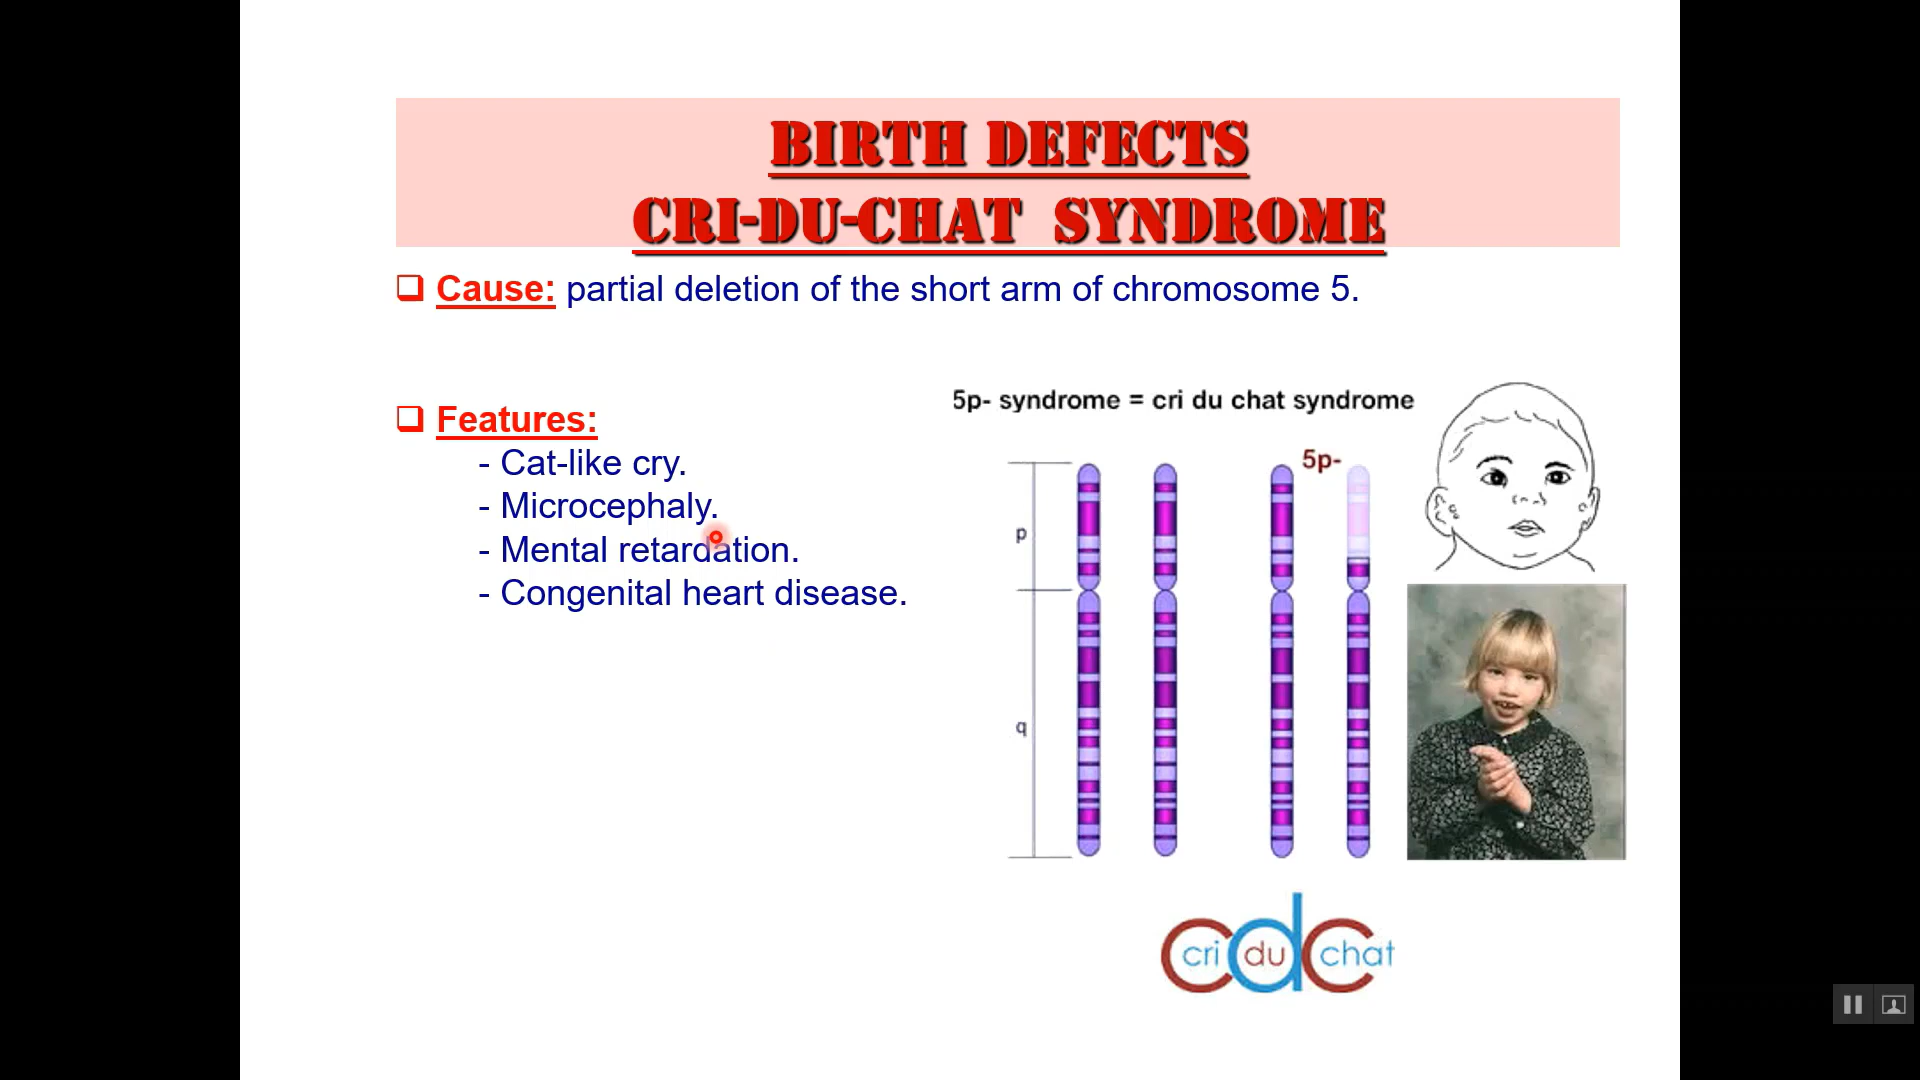 BIRTH DEFECTS
CRI-DU-CHAT SYNDROME
Cause: partial deletion of the short arm of chromosome 5.
Features:
- Cat-like cry.
- Microcephaly.
- Mental retardation.
- Congenital heart disease.
5p- syndrome = cri du chat syndrome
5p-
p
q
cri du chat